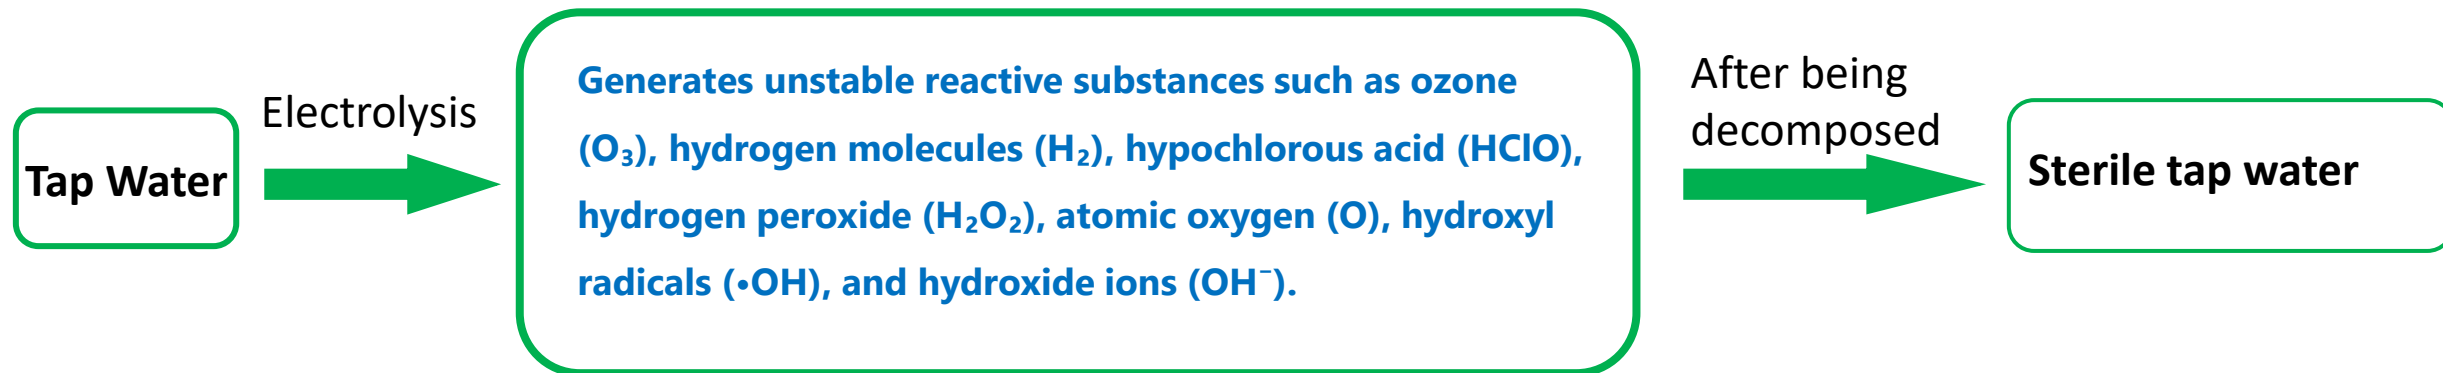 Tap Water
Electrolysis
Generates unstable reactive substances such as ozone
(O₃), hydrogen molecules (H₂), hypochlorous acid (HClO),
hydrogen peroxide (H₂O₂), atomic oxygen (O), hydroxyl
radicals (•OH), and hydroxide ions (OH⁻).
After being
decomposed
Sterile tap water